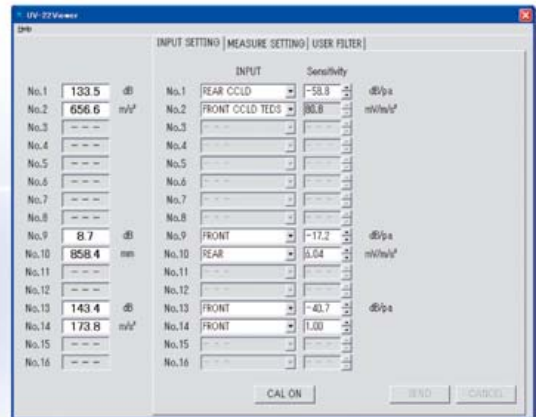 UV-22Viewer
INPUT SETTING MEASURE SETTING USER FILTER
INPUT Sensitivity
No.1 133.5 dB No.1 REAR CCLD -58.8 dB/pa
No.2 656.6 m/s² No.2 FRONT CCLD TEDS 80.8 mV/m/s²
No.3 --- No.3 ---
No.4 --- No.4 ---
No.5 --- No.5 ---
No.6 --- No.6 ---
No.7 --- No.7 ---
No.8 --- No.8 ---
No.9 8.7 dB No.9 FRONT -17.2 dB/pa
No.10 858.4 mm No.10 REAR 6.04 mV/m/s²
No.11 --- No.11 ---
No.12 --- No.12 ---
No.13 143.4 dB No.13 FRONT -40.7 dB/pa
No.14 173.8 m/s² No.14 FRONT 1.00
No.15 --- No.15 ---
No.16 --- No.16 ---
CAL ON SEND CANCEL